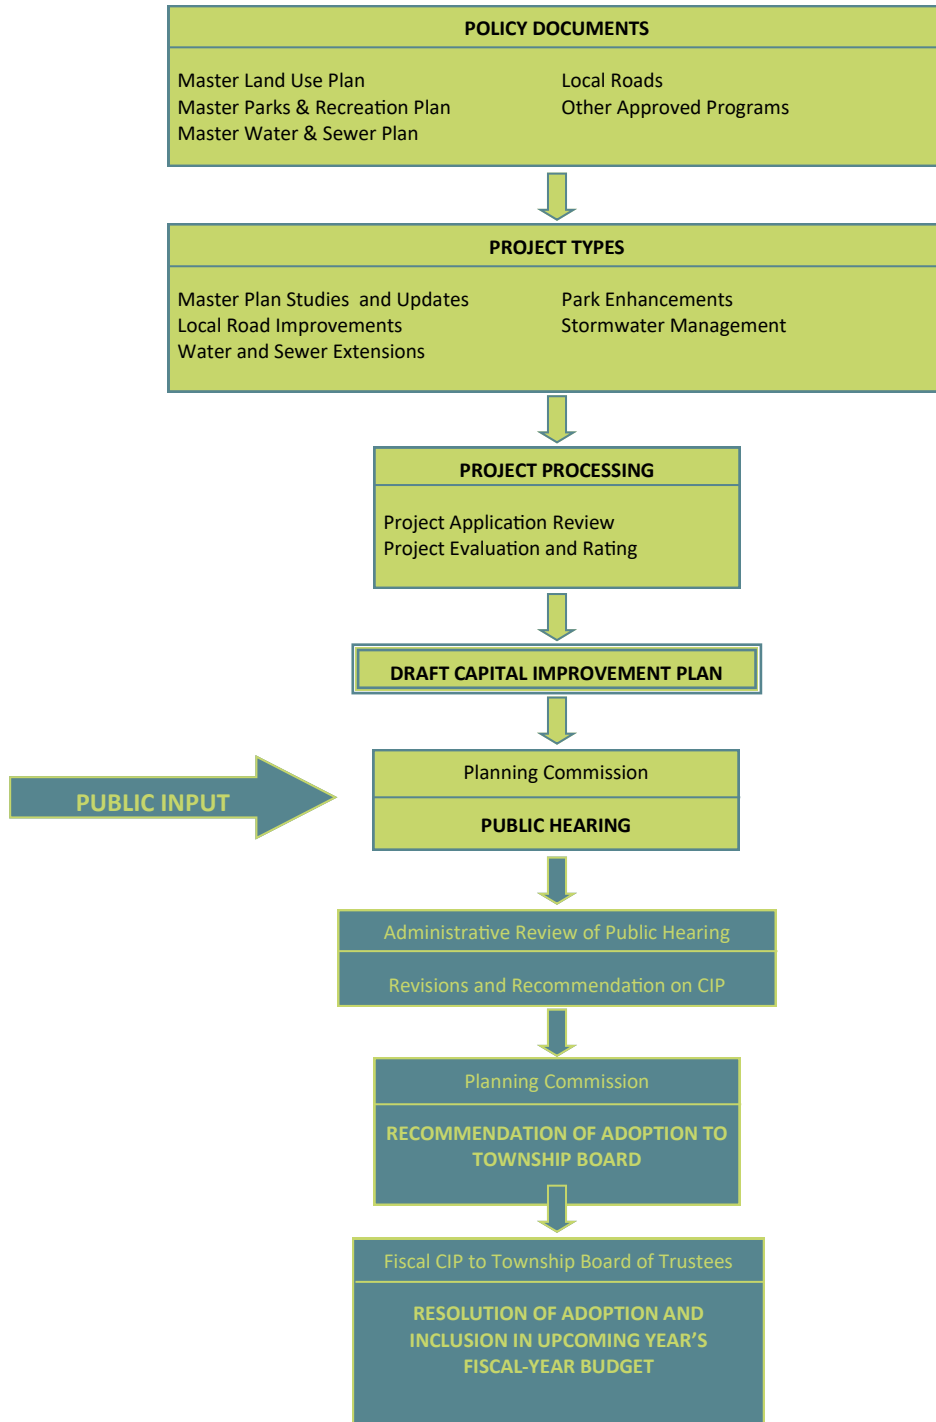 POLICY DOCUMENTS
Master Land Use Plan
Master Parks & Recreation Plan
Master Water & Sewer Plan
Local Roads
Other Approved Programs
PROJECT TYPES
Master Plan Studies and Updates
Local Road Improvements
Water and Sewer Extensions
Park Enhancements
Stormwater Management
PROJECT PROCESSING
Project Application Review
Project Evaluation and Rating
DRAFT CAPITAL IMPROVEMENT PLAN
PUBLIC INPUT
Planning Commission
PUBLIC HEARING
Administrative Review of Public Hearing
Revisions and Recommendation on CIP
Planning Commission
RECOMMENDATION OF ADOPTION TO
TOWNSHIP BOARD
Fiscal CIP to Township Board of Trustees
RESOLUTION OF ADOPTION AND
INCLUSION IN UPCOMING YEAR’S
FISCAL-YEAR BUDGET